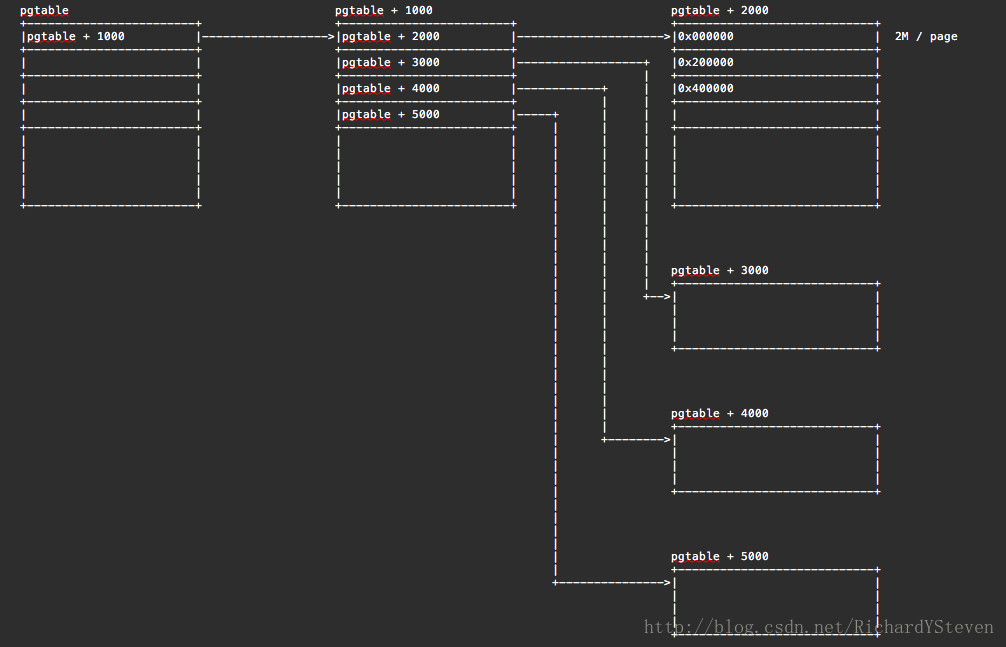 pgtable
pgtable + 1000
pgtable + 2000
pgtable + 1000
pgtable + 2000
0x000000
2M / page
pgtable + 3000
0x200000
pgtable + 4000
0x400000
pgtable + 5000
pgtable + 3000
pgtable + 4000
pgtable + 5000
http://blog.csdn.net/RichardYSteven